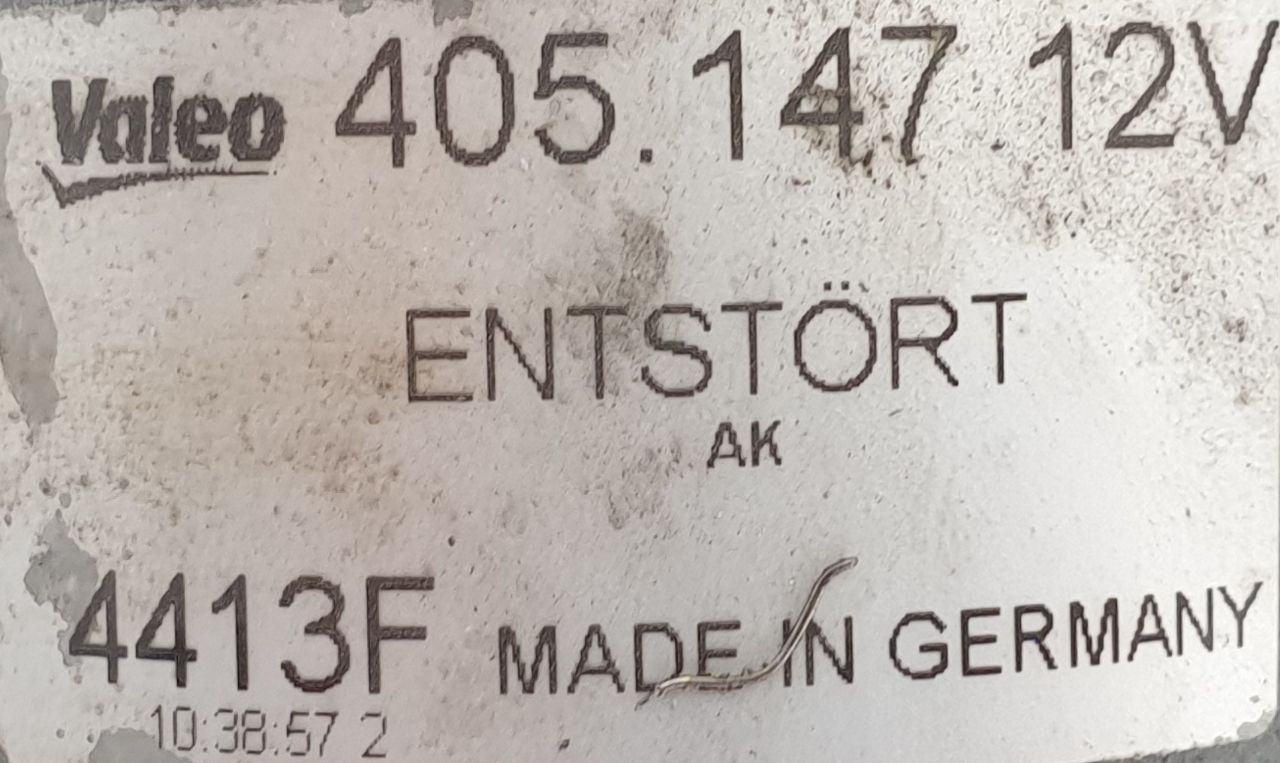 Valeo 405.147 12V
ENTSTÖRT
AK
4413F MADE IN GERMANY
10:38:57 2